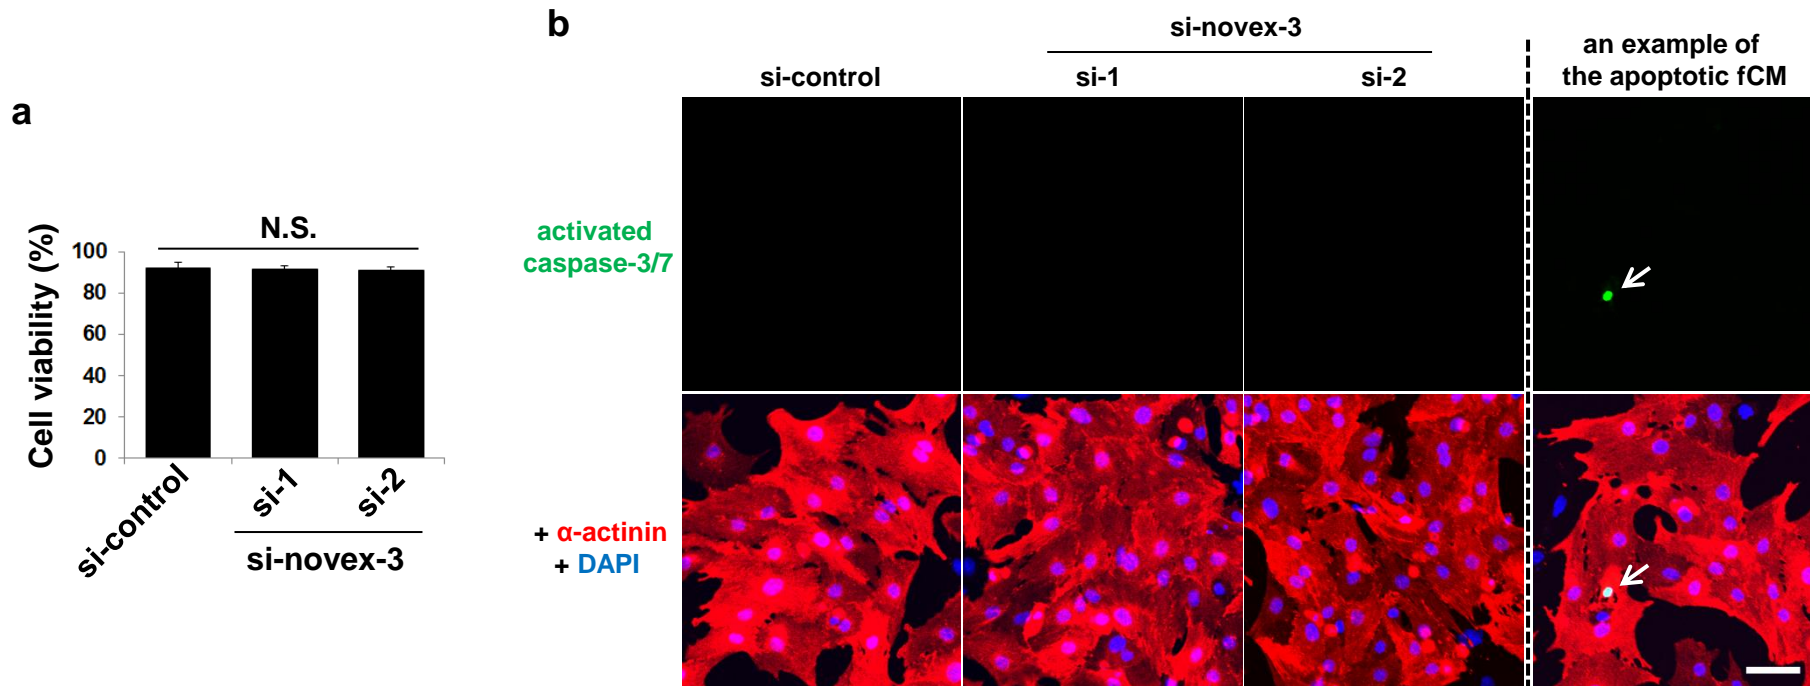 a
Cell viability (%)
100
80
60
40
20
0
N.S.
si-control
si-1
si-2
si-novex-3
b
si-novex-3
si-control
si-1
si-2
an example of
the apoptotic fCM
activated
caspase-3/7
+ α-actinin
+ DAPI